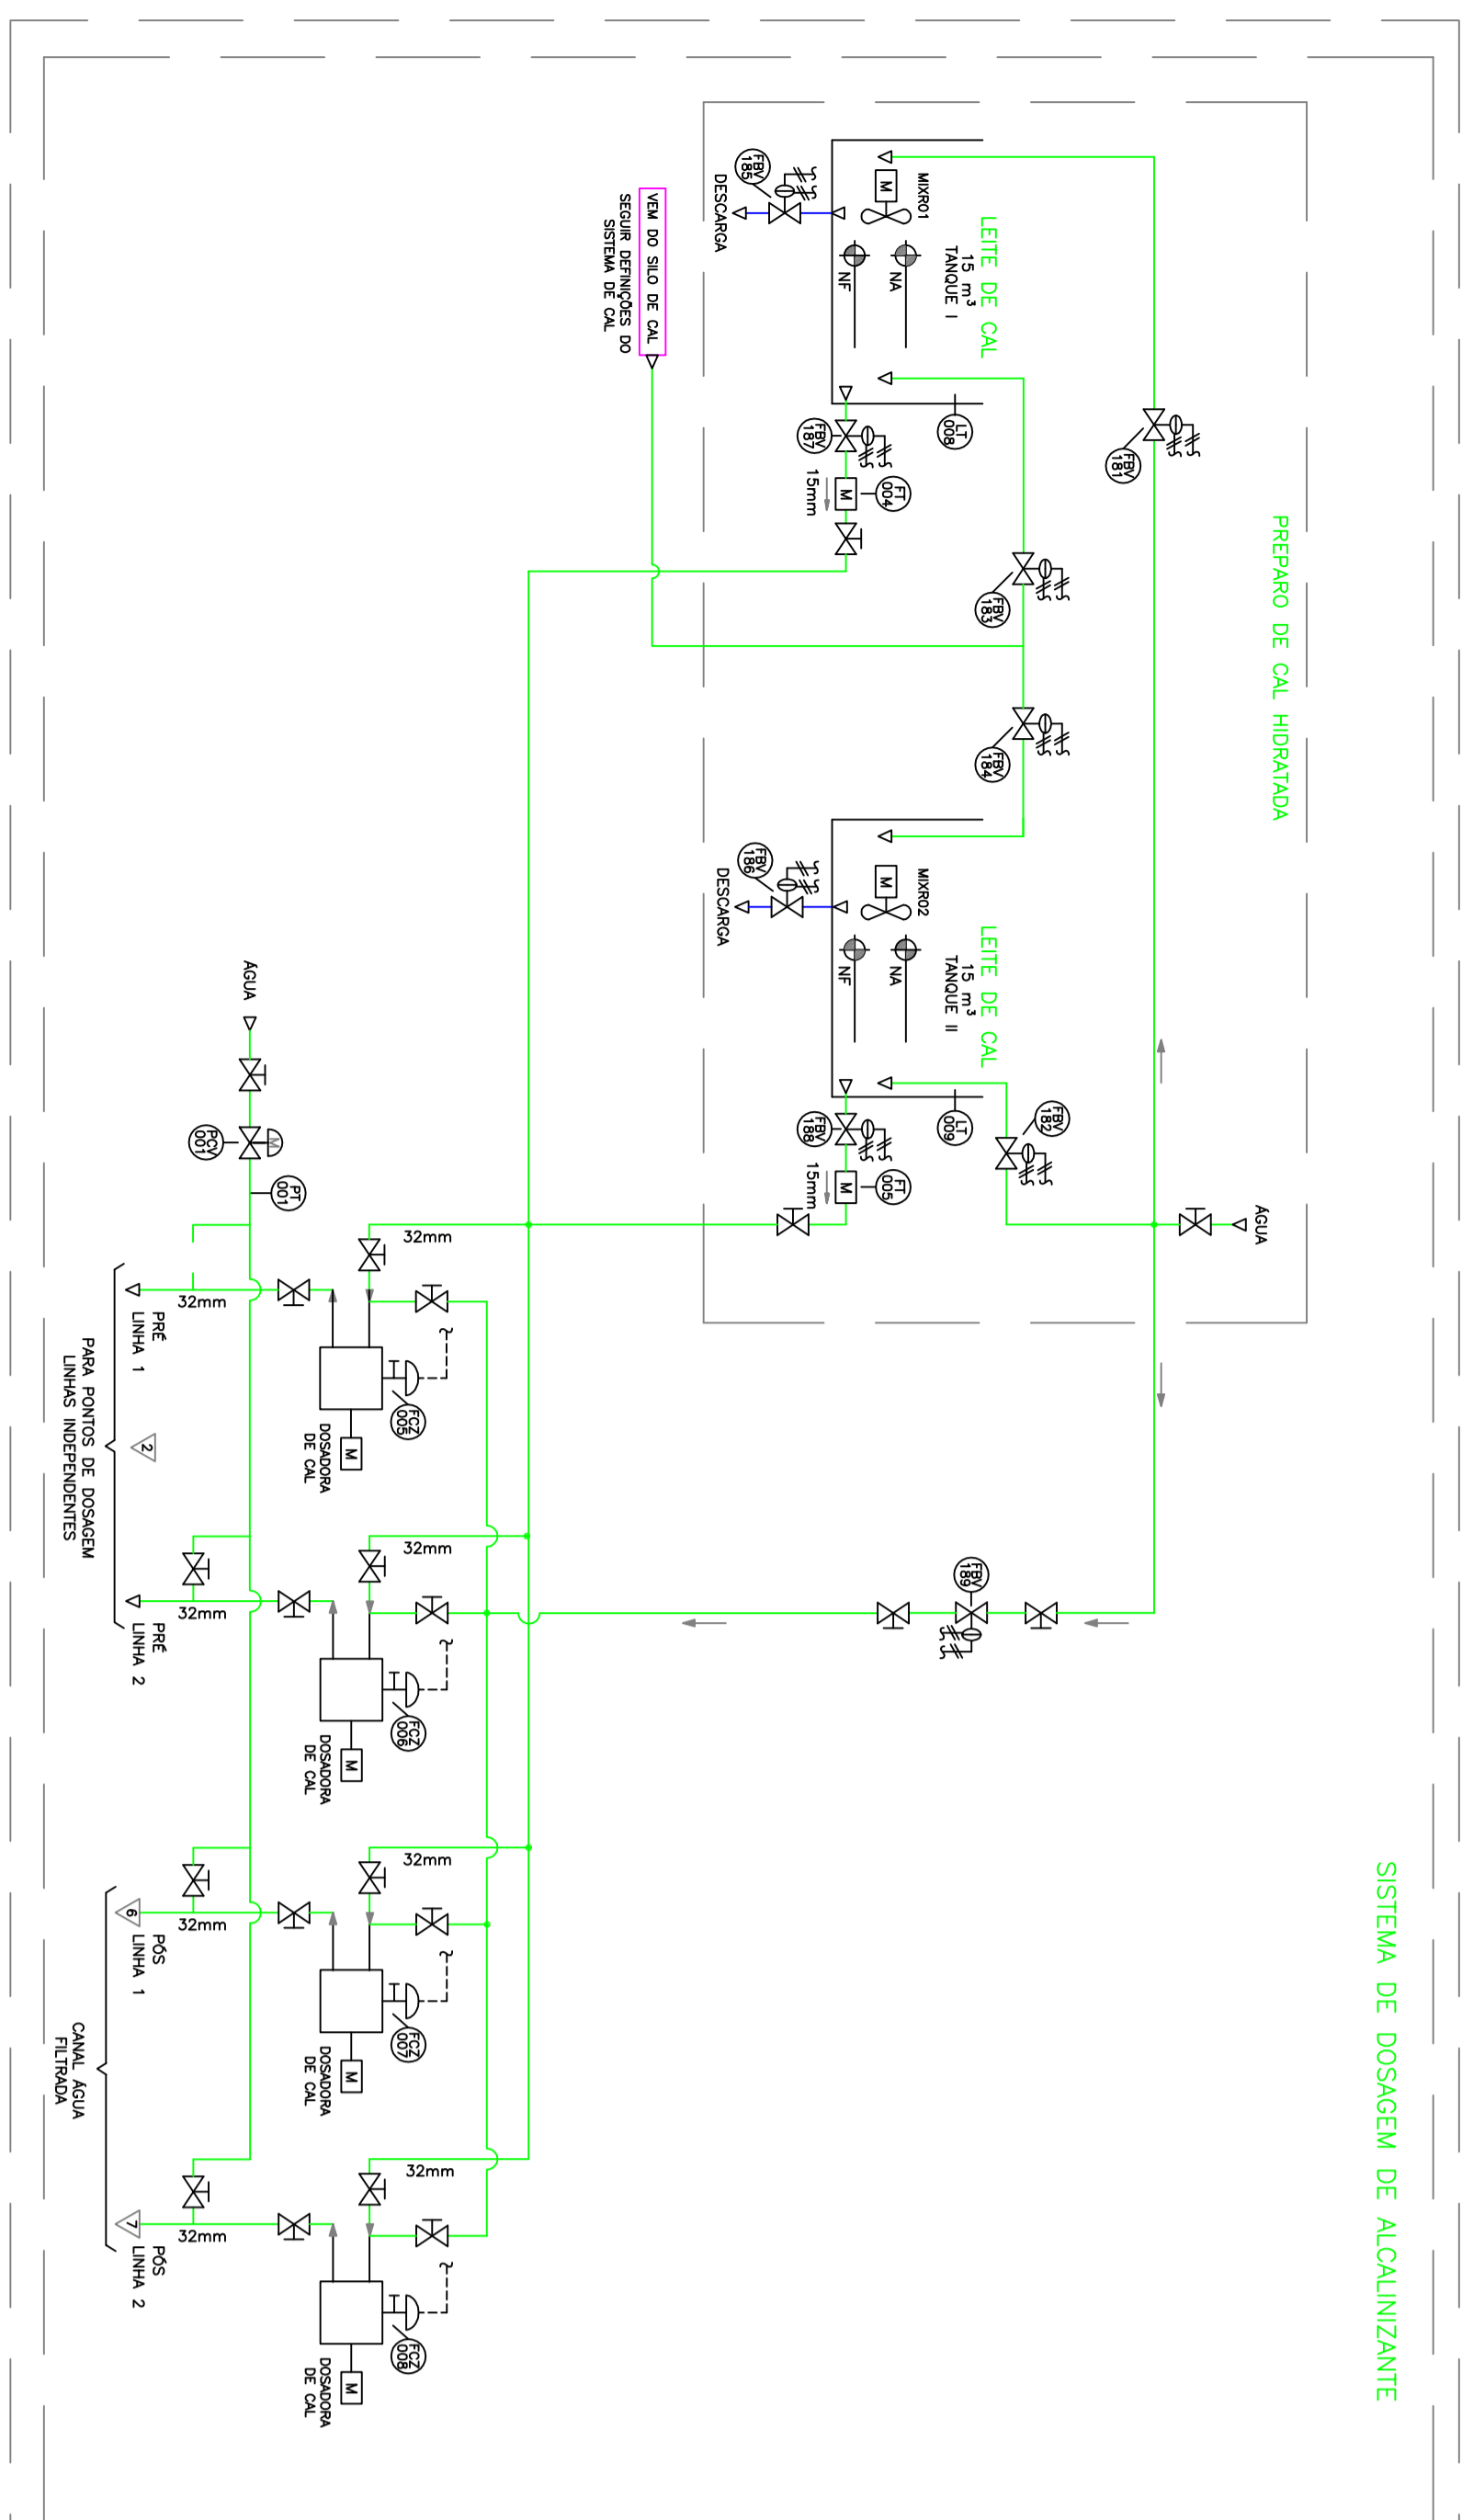 SISTEMA DE DOSAGEM DE ALCALINIZANTE
PREPARO DE CAL HIDRATADA
ÁGUA
FBV
181
FBV
182
FBV
183
FBV
184
LEITE DE CAL
15 m³
TANQUE I
MIXR01
M
NA
NF
LT
008
FBV
185
DESCARGA
FBV
187
FT
004
M
15mm
LEITE DE CAL
15 m³
TANQUE II
MIXR02
M
NA
NF
LT
009
FBV
186
DESCARGA
FBV
188
FT
005
M
15mm
FBV
189
VEM DO SILO DE CAL
SEGUIR DEFINIÇÕES DO
SISTEMA DE CAL
32mm
32mm
32mm
32mm
FCZ
005
DOSADORA
DE CAL
M
FCZ
006
DOSADORA
DE CAL
M
FCZ
007
DOSADORA
DE CAL
M
FCZ
008
DOSADORA
DE CAL
M
ÁGUA
M
PCV
001
PT
001
32mm
32mm
32mm
32mm
PRÉ
LINHA 1
2
PRÉ
LINHA 2
6
PÓS
LINHA 1
7
PÓS
LINHA 2
PARA PONTOS DE DOSAGEM
LINHAS INDEPENDENTES
CANAL ÁGUA
FILTRADA